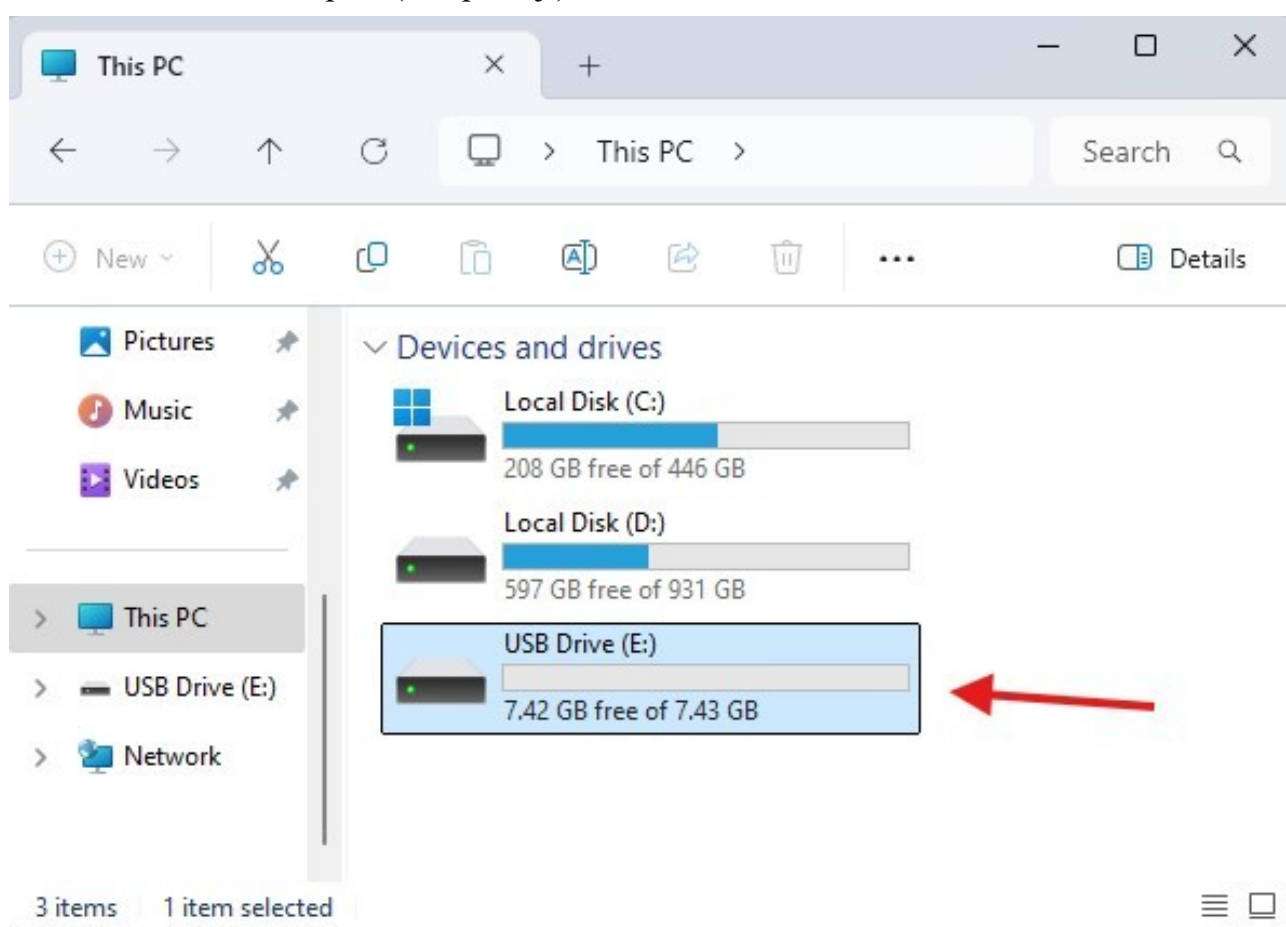 This PC
This PC
Search
New
Details
Pictures
Music
Videos
This PC
USB Drive (E:)
Network
Devices and drives
Local Disk (C:)
208 GB free of 446 GB
Local Disk (D:)
597 GB free of 931 GB
USB Drive (E:)
7.42 GB free of 7.43 GB
3 items 1 item selected